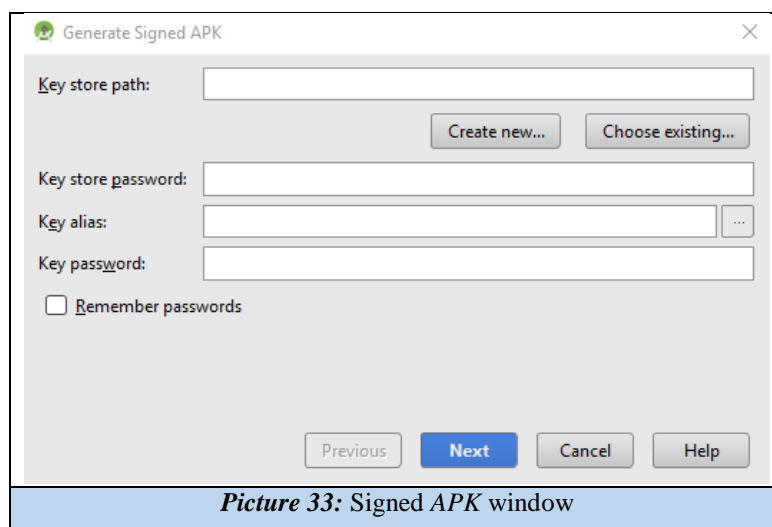 Generate Signed APK
Key store path:
Create new... Choose existing...
Key store password:
Key alias: ...
Key password:
Remember passwords
Previous Next Cancel Help
Picture 33: Signed APK window